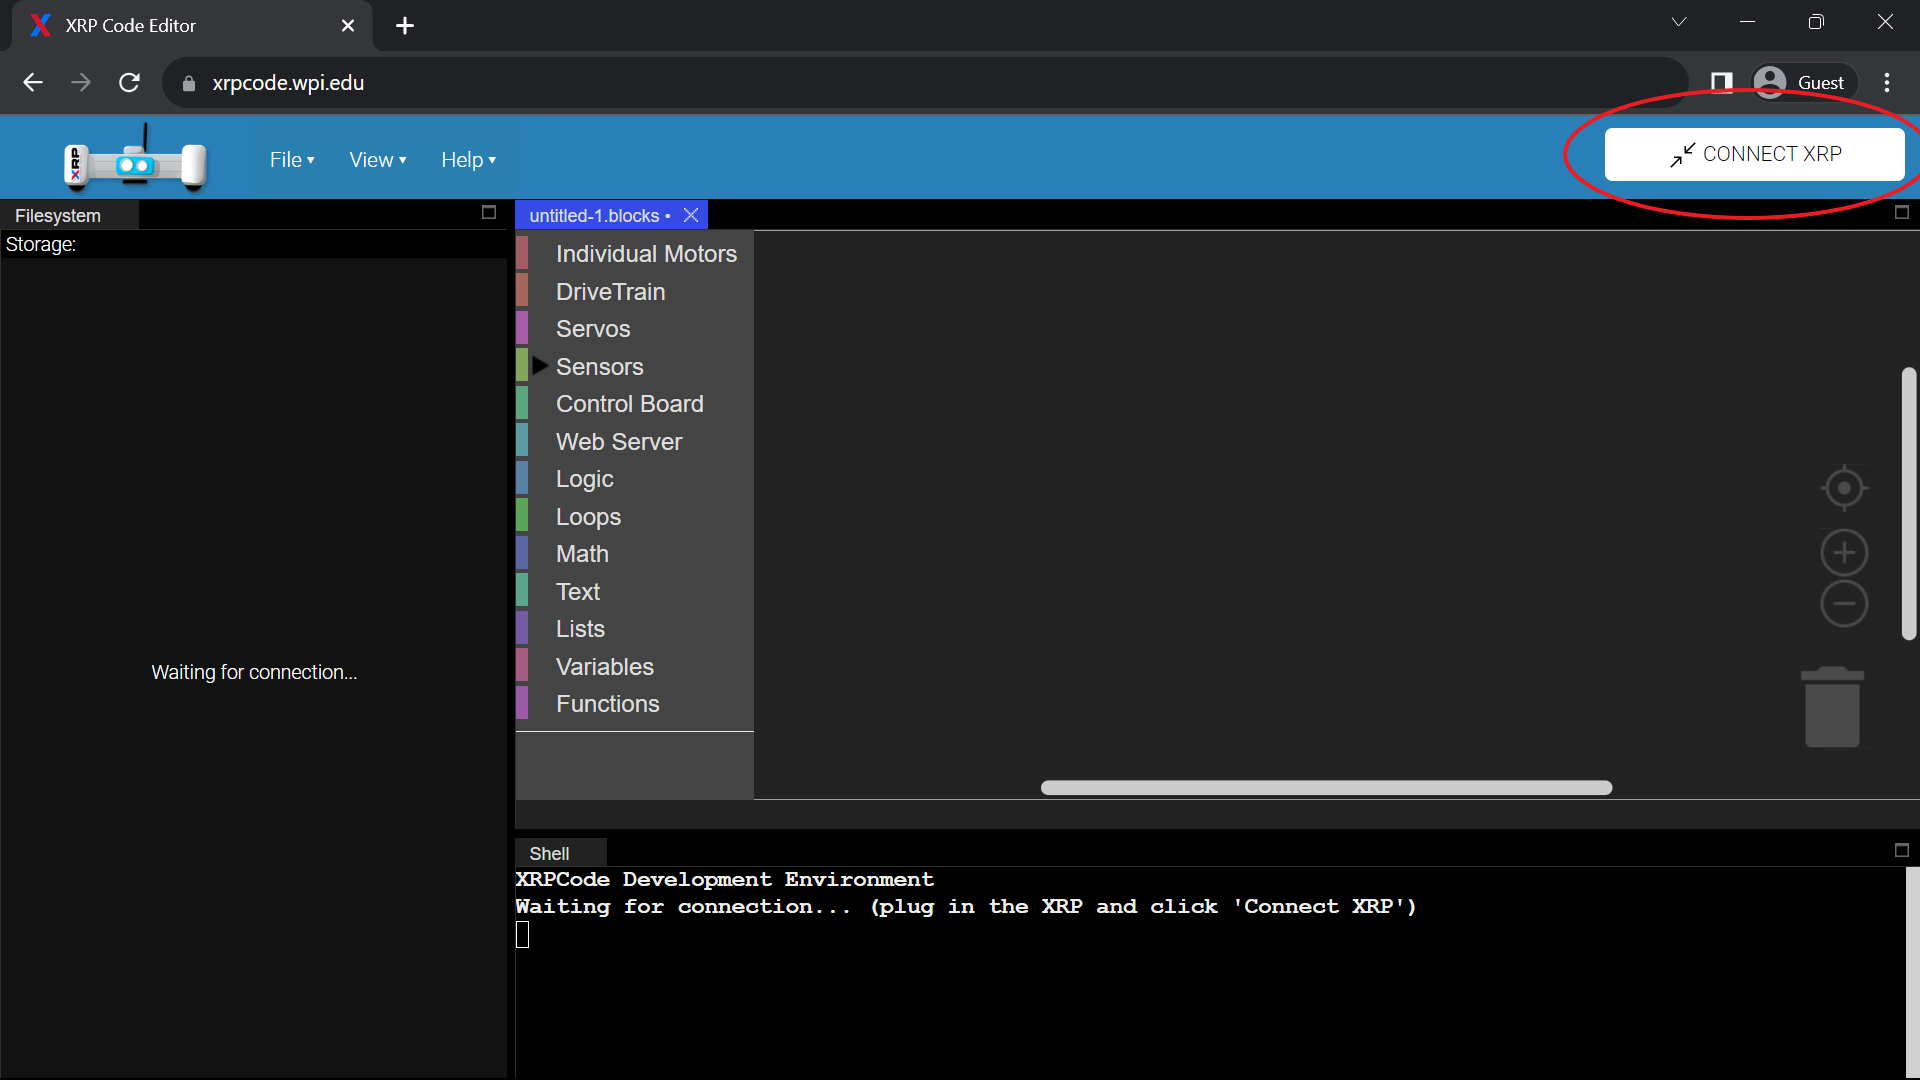 XRP Code Editor
xrpcode.wpi.edu
Guest
XRP
File
View
Help
CONNECT XRP
Filesystem
Storage:
Waiting for connection...
untitled-1.blocks •
Individual Motors
DriveTrain
Servos
Sensors
Control Board
Web Server
Logic
Loops
Math
Text
Lists
Variables
Functions
Shell
XRPCode Development Environment
Waiting for connection... (plug in the XRP and click 'Connect XRP')